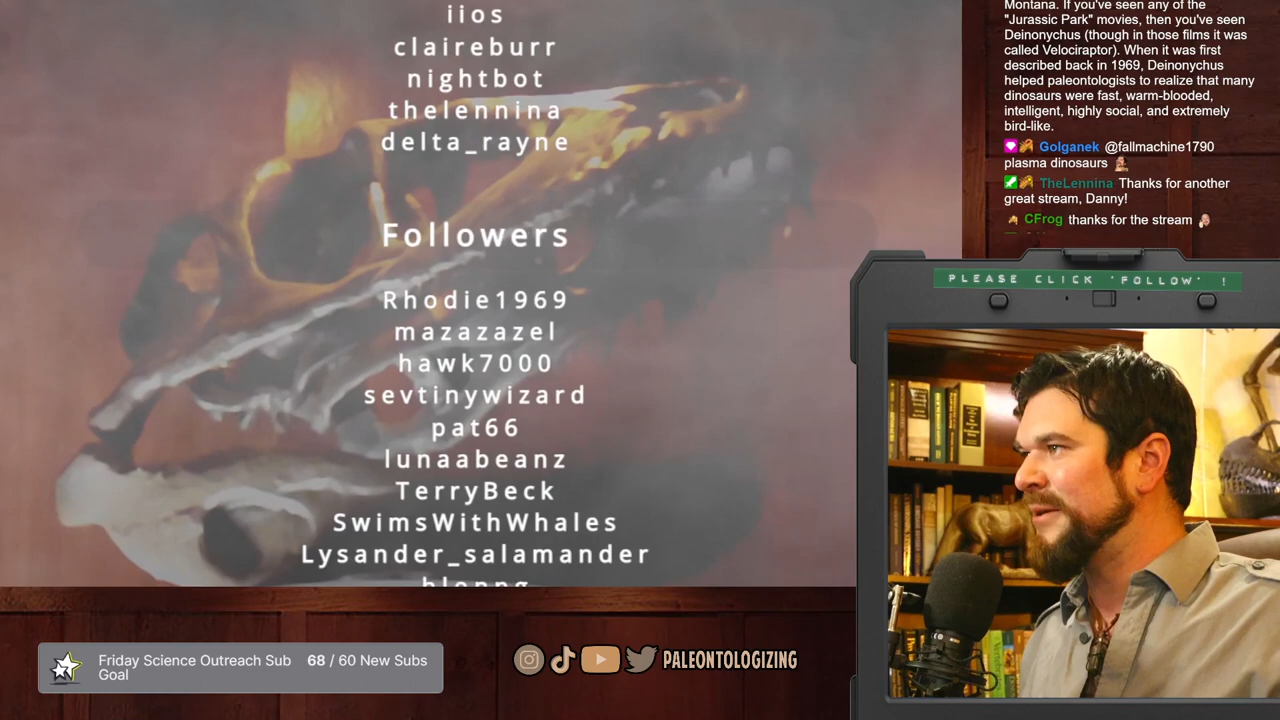 iios
claireburr
nightbot
thelennina
delta_rayne
Followers
Rhodie1969
mazazazel
hawk7000
sevtinywizard
pat66
lunaabeanz
TerryBeck
SwimsWithWhales
Lysander_salamander
Montana. If you've seen any of the
"Jurassic Park" movies, then you've seen
Deinonychus (though in those films it was
called Velociraptor). When it was first
described back in 1969, Deinonychus
helped paleontologists to realize that many
dinosaurs were fast, warm-blooded,
intelligent, highly social, and extremely
bird-like.
Golganek @fallmachine1790
plasma dinosaurs
TheLennina Thanks for another
great stream, Danny!
CFrog thanks for the stream
PLEASE CLICK 'FOLLOW' !
Friday Science Outreach Sub 68 / 60 New Subs
Goal
PALEONTOLOGIZING